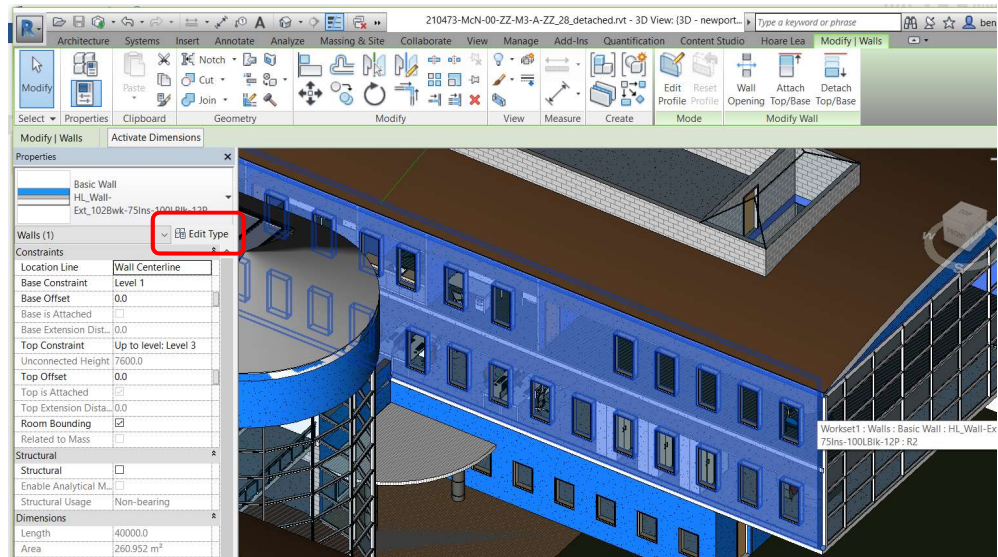 210473-McN-00-ZZ-M3-A-ZZ_28_detached.rvt - 3D View: {3D - newport... Type a keyword or phrase ben
Architecture Systems Insert Annotate Analyze Massing & Site Collaborate View Manage Add-Ins Quantification Content Studio Hoare Lea Modify | Walls
Modify
Paste
Notch
Cut
Join
Edit Profile
Reset Profile
Wall Opening
Attach Top/Base
Detach Top/Base
Select Properties Clipboard Geometry Modify View Measure Create Mode Modify Wall
Modify | Walls Activate Dimensions
Properties
Basic Wall
HL_Wall-
Ext_102Bwk-75Ins-100LBlk-12P
Walls (1) Edit Type
Constraints
Location Line Wall Centerline
Base Constraint Level 1
Base Offset 0.0
Base is Attached
Base Extension Dist... 0.0
Top Constraint Up to level: Level 3
Unconnected Height 7600.0
Top Offset 0.0
Top is Attached
Top Extension Dista... 0.0
Room Bounding
Related to Mass
Structural
Structural
Enable Analytical M...
Structural Usage Non-bearing
Dimensions
Length 40000.0
Area 260.952 m²
Workset1 : Walls : Basic Wall : HL_Wall-Ex
75Ins-100LBlk-12P : R2
W
S